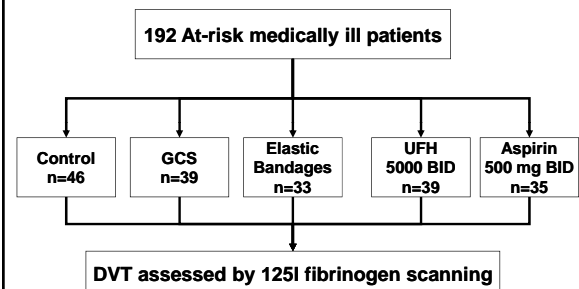 192 At-risk medically ill patients
Control
n=46
GCS
n=39
Elastic
Bandages
n=33
UFH
5000 BID
n=39
Aspirin
500 mg BID
n=35
DVT assessed by 125I fibrinogen scanning